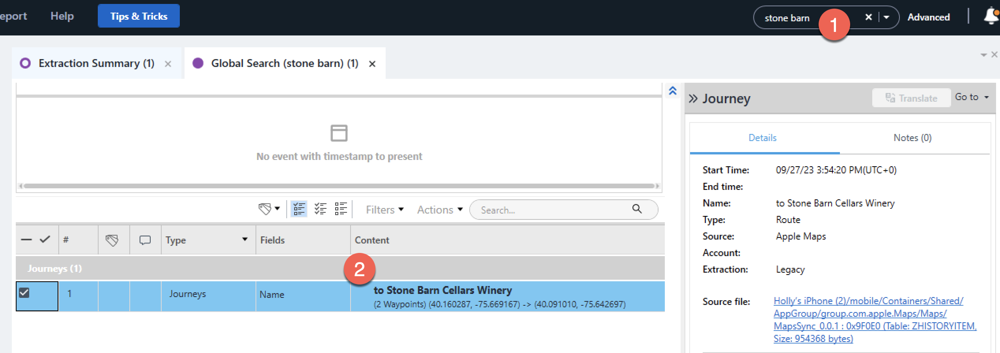 eport Help Tips & Tricks stone barn 1 Advanced
Extraction Summary (1) Global Search (stone barn) (1)
No event with timestamp to present
Filters Actions Search...
# Type Fields Content
Journeys (1) 2
1 Journeys Name to Stone Barn Cellars Winery
(2 Waypoints) (40.160287, -75.669167) -> (40.091010, -75.642697)
Journey Translate Go to
Details Notes (0)
Start Time: 09/27/23 3:54:20 PM(UTC+0)
End time:
Name: to Stone Barn Cellars Winery
Type: Route
Source: Apple Maps
Account:
Extraction: Legacy
Source file: Holly's iPhone (2)/mobile/Containers/Shared/
AppGroup/group.com.apple.Maps/Maps/
MapsSync_0.0.1 : 0x9F0E0 (Table: ZHISTORYITEM,
Size: 954368 bytes)